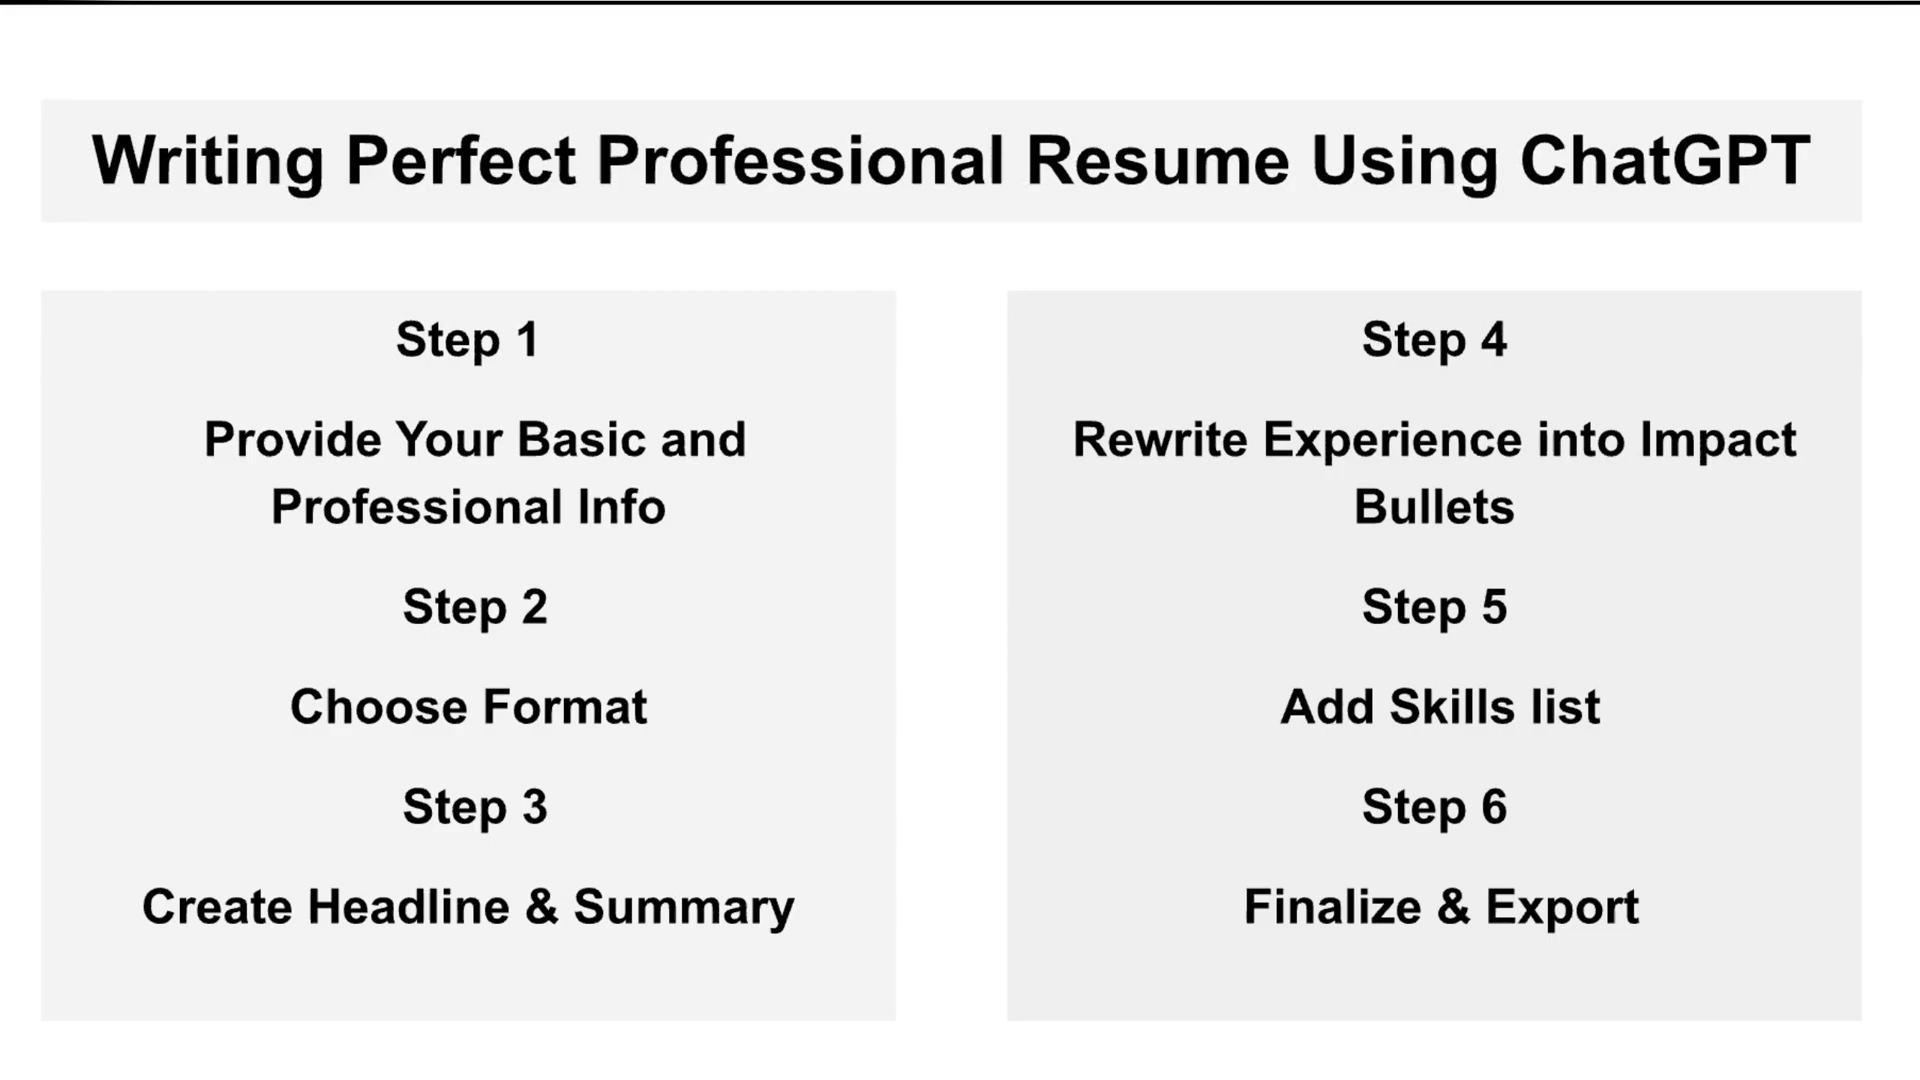 Writing Perfect Professional Resume Using ChatGPT
Step 1
Provide Your Basic and
Professional Info
Step 2
Choose Format
Step 3
Create Headline & Summary
Step 4
Rewrite Experience into Impact
Bullets
Step 5
Add Skills list
Step 6
Finalize & Export